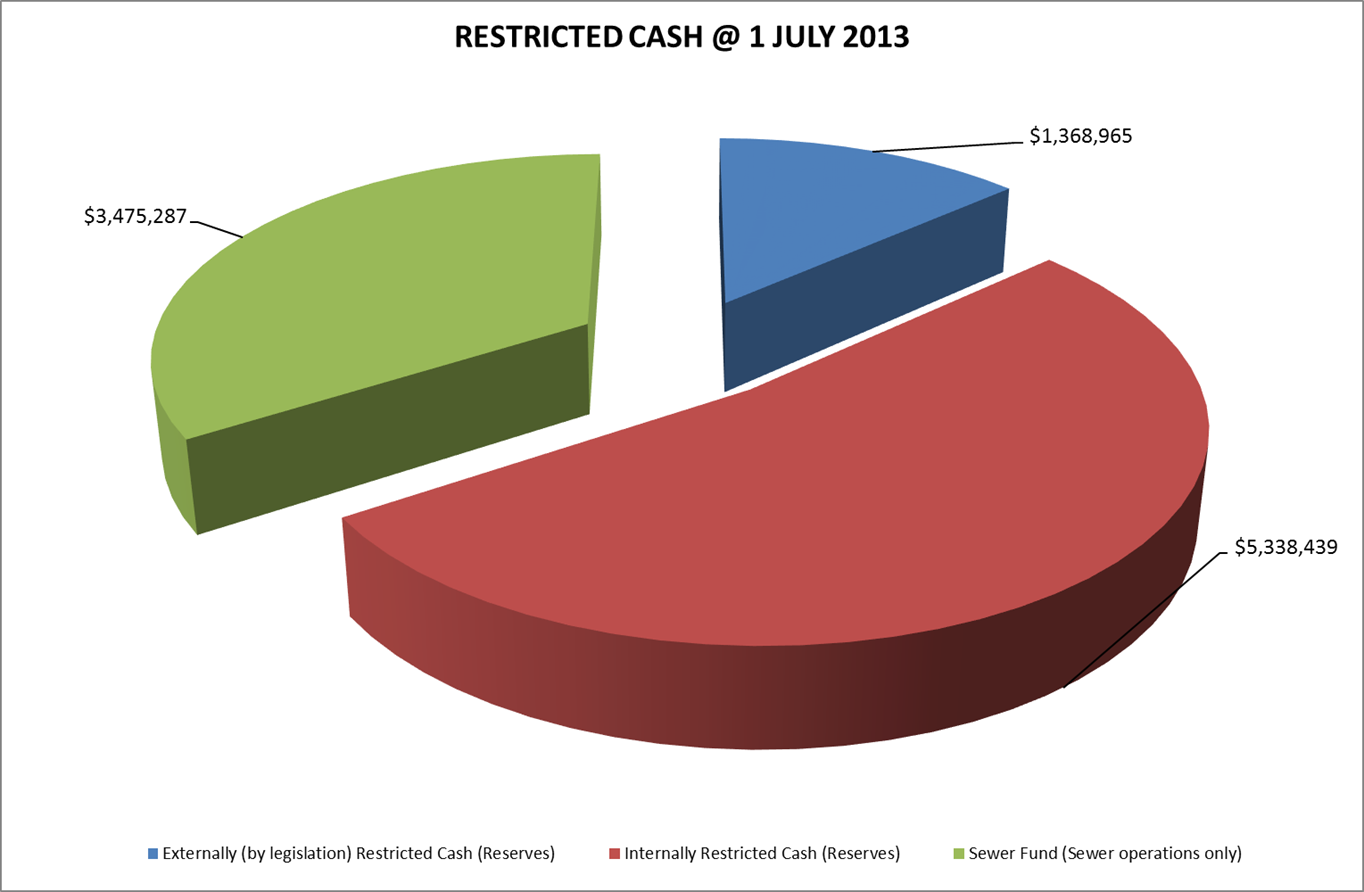 RESTRICTED CASH @ 1 JULY 2013
$1,368,965
$3,475,287
$5,338,439
Externally (by legislation) Restricted Cash (Reserves)
Internally Restricted Cash (Reserves)
Sewer Fund (Sewer operations only)